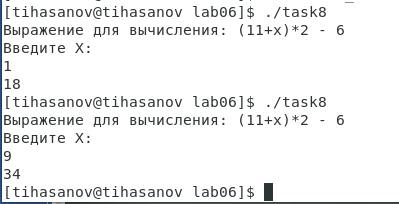 [tihasanov@tihasanov lab06]$ ./task8
Выражение для вычисления: (11+x)*2 - 6
Введите X:
1
18
[tihasanov@tihasanov lab06]$ ./task8
Выражение для вычисления: (11+x)*2 - 6
Введите X:
9
34
[tihasanov@tihasanov lab06]$